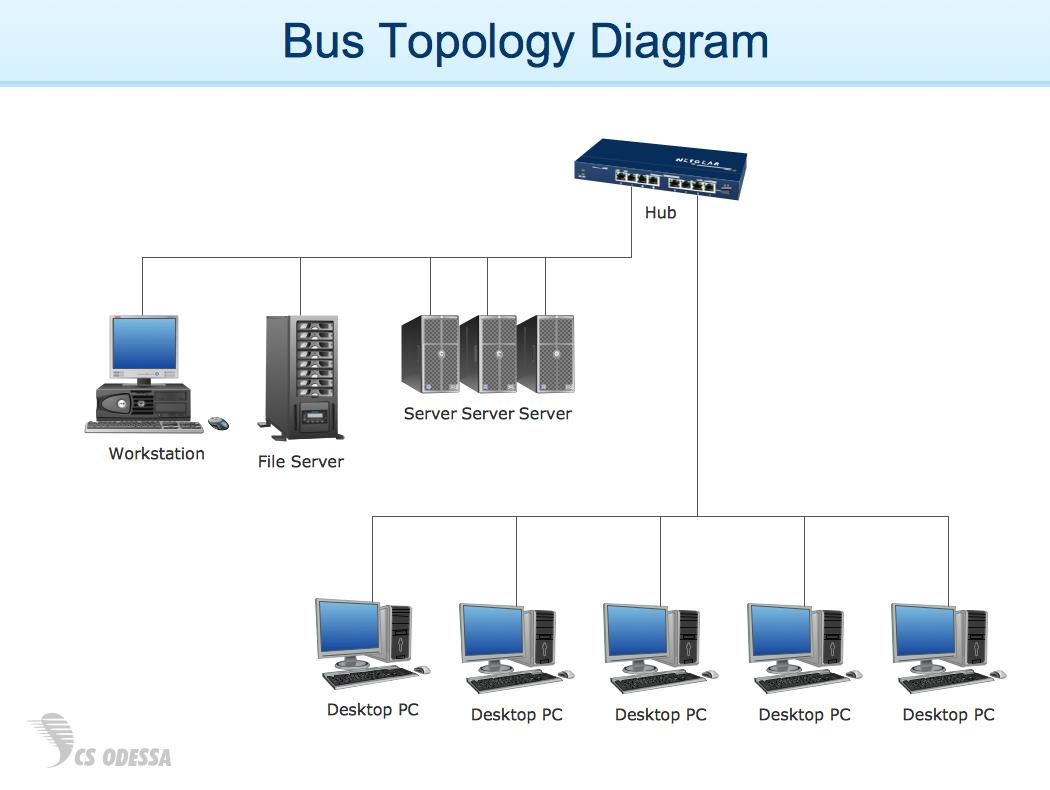 Bus Topology Diagram
NETGEAR
Hub
Server Server Server
Workstation
File Server
Desktop PC
Desktop PC
Desktop PC
Desktop PC
Desktop PC
CS ODESSA